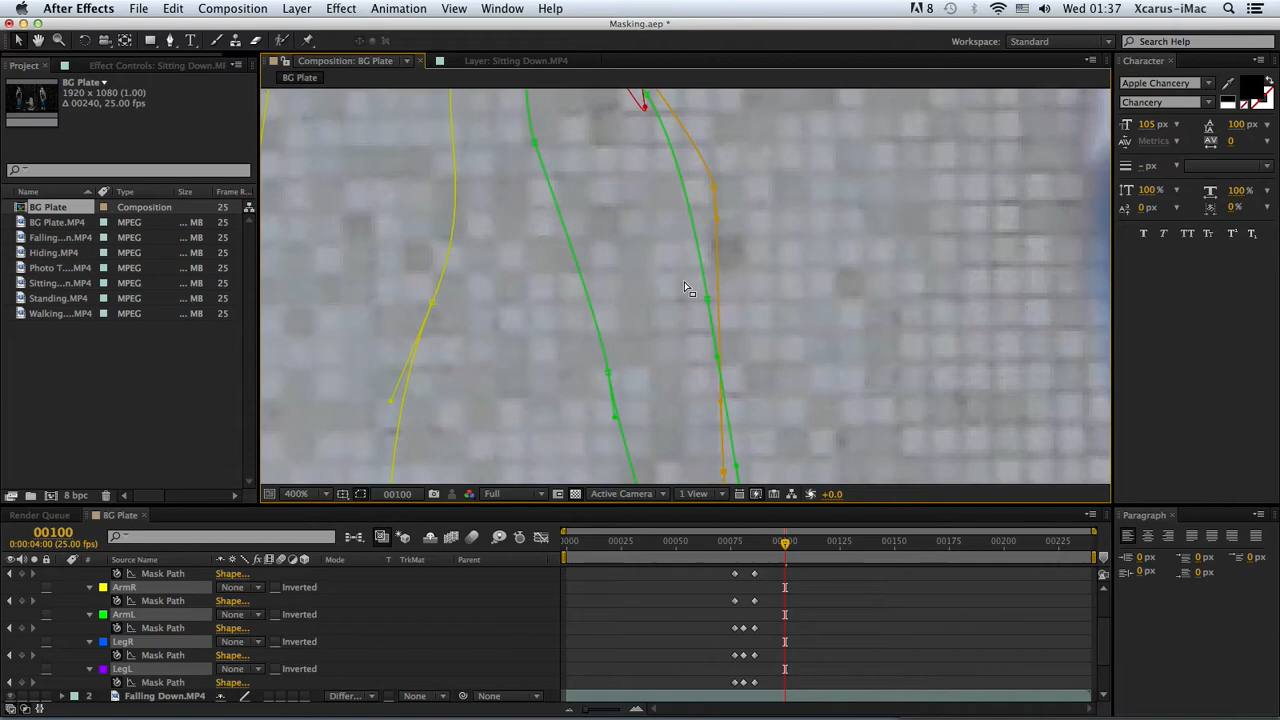 After Effects File Edit Composition Layer Effect Animation View Window Help 8 Wed 01:37 Xcarus-iMac
Masking.aep *
Workspace: Standard Search Help
Project Effect Controls: Sitting Down.MI Composition: BG Plate Layer: Sitting Down.MP4 Character
BG Plate
1920 x 1080 (1.00)
Δ 00240, 25.00 fps
BG Plate
Apple Chancery
Chancery
105 px 100 px
Metrics 0
- px
100 % 100 %
0 px 0 %
T T TT Tr T¹ T₁
Name Type Size Frame R...
BG Plate Composition 25
BG Plate.MP4 MPEG ... MB 25
Falling...n.MP4 MPEG ... MB 25
Hiding.MP4 MPEG ... MB 25
Photo T....MP4 MPEG ... MB 25
Sitting...n.MP4 MPEG ... MB 25
Standing.MP4 MPEG ... MB 25
Walking....MP4 MPEG ... MB 25
8 bpc
400% 00100 Full Active Camera 1 View +0.0
Render Queue BG Plate Paragraph
00100
0:00:04:00 (25.00 fps)
0000 00025 00050 00075 00125 00150 00175 00200 00225
0 px 0 px 0 px
0 px 0 px
Source Name Mode T TrkMat Parent
Mask Path Shape...
ArmR None Inverted
Mask Path Shape...
ArmL None Inverted
Mask Path Shape...
LegR None Inverted
Mask Path Shape...
LegL None Inverted
Mask Path Shape...
2 Falling Down.MP4 Differ... None None